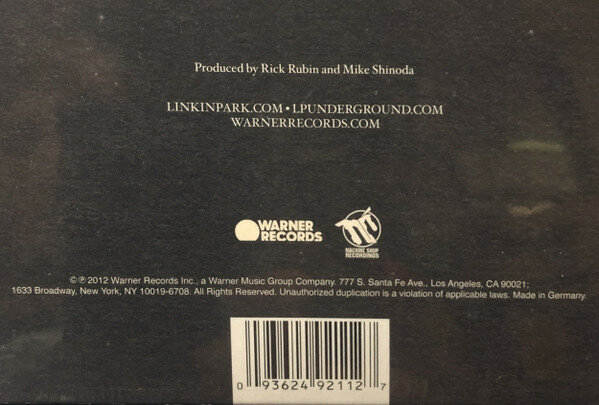 Produced by Rick Rubin and Mike Shinoda
LINKINPARK.COM • LPUNDERGROUND.COM
WARNERRECORDS.COM
WARNER
RECORDS
MACHINE SHOP
RECORDINGS
© ℗ 2012 Warner Records Inc., a Warner Music Group Company. 777 S. Santa Fe Ave., Los Angeles, CA 90021;
1633 Broadway, New York, NY 10019-6708. All Rights Reserved. Unauthorized duplication is a violation of applicable laws. Made in Germany.
0 93624 92112 7